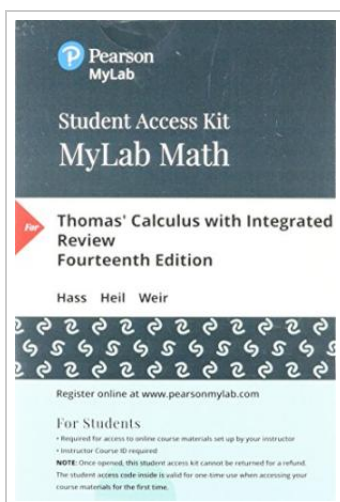 Pearson
MyLab
Student Access Kit
MyLab Math
For
Thomas' Calculus with Integrated
Review
Fourteenth Edition
Hass Heil Weir
Register online at www.pearsonmylab.com
For Students
• Required for access to online course materials set up by your instructor
• Instructor Course ID required
NOTE: Once opened, this student access kit cannot be returned for a refund.
The student access code inside is valid for one-time use when accessing your
course materials for the first time.